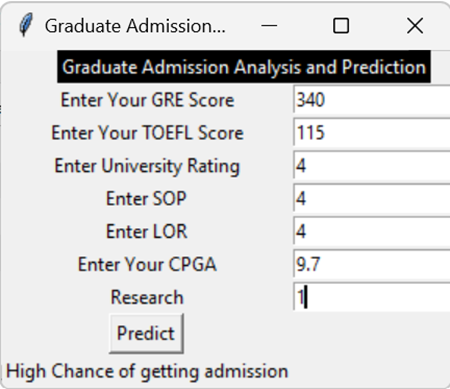 Graduate Admission...
Graduate Admission Analysis and Prediction
Enter Your GRE Score 340
Enter Your TOEFL Score 115
Enter University Rating 4
Enter SOP 4
Enter LOR 4
Enter Your CPGA 9.7
Research 1
Predict
High Chance of getting admission